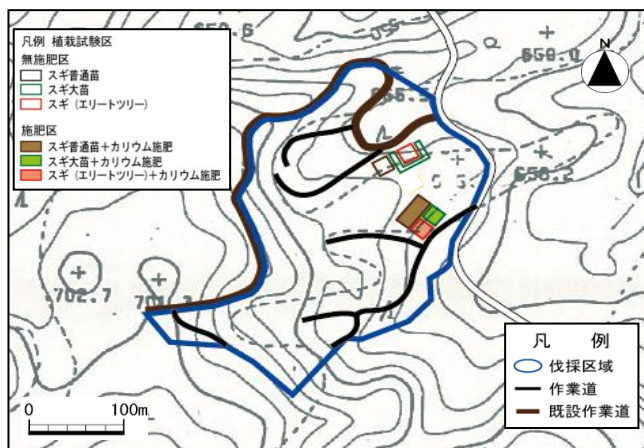 凡例 植栽試験区
無施肥区
スギ普通苗
スギ大苗
スギ(エリートツリー)
施肥区
スギ普通苗+カリウム施肥
スギ大苗+カリウム施肥
スギ(エリートツリー)+カリウム施肥
N
658.2
702.7
凡 例
伐採区域
作業道
既設作業道
0 100m